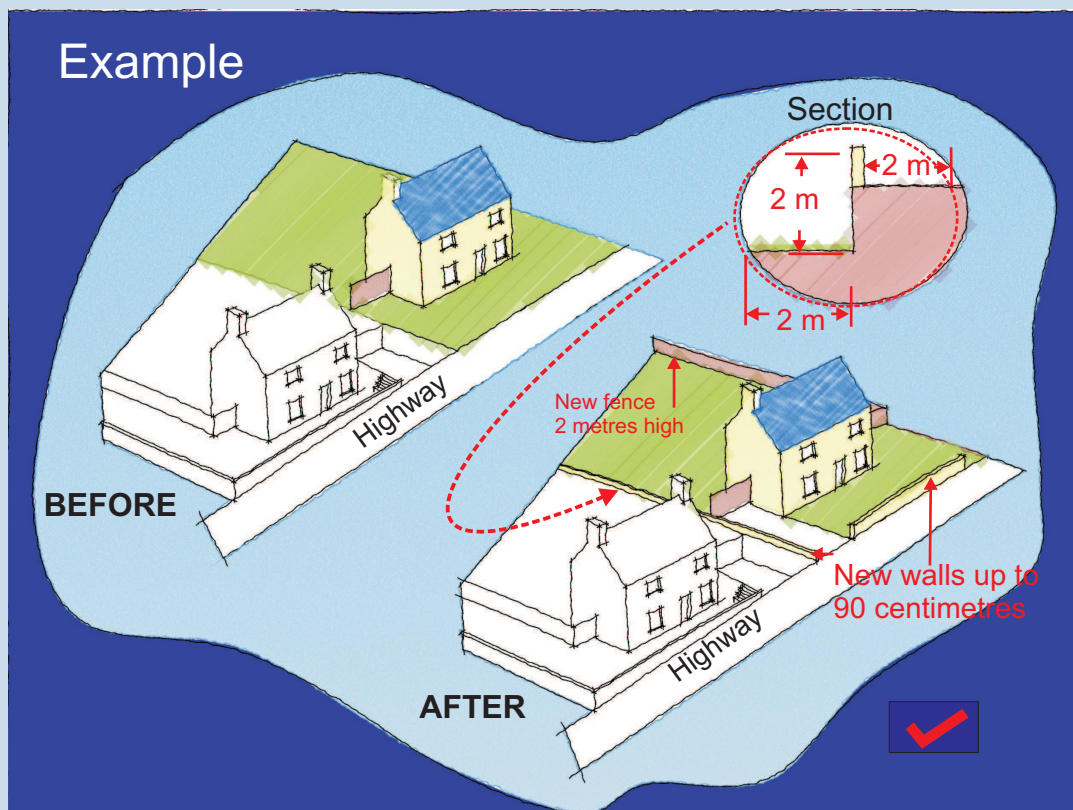 Example
Section
2 m
2 m
2 m
Highway
BEFORE
New fence
2 metres high
New walls up to
90 centimetres
Highway
AFTER